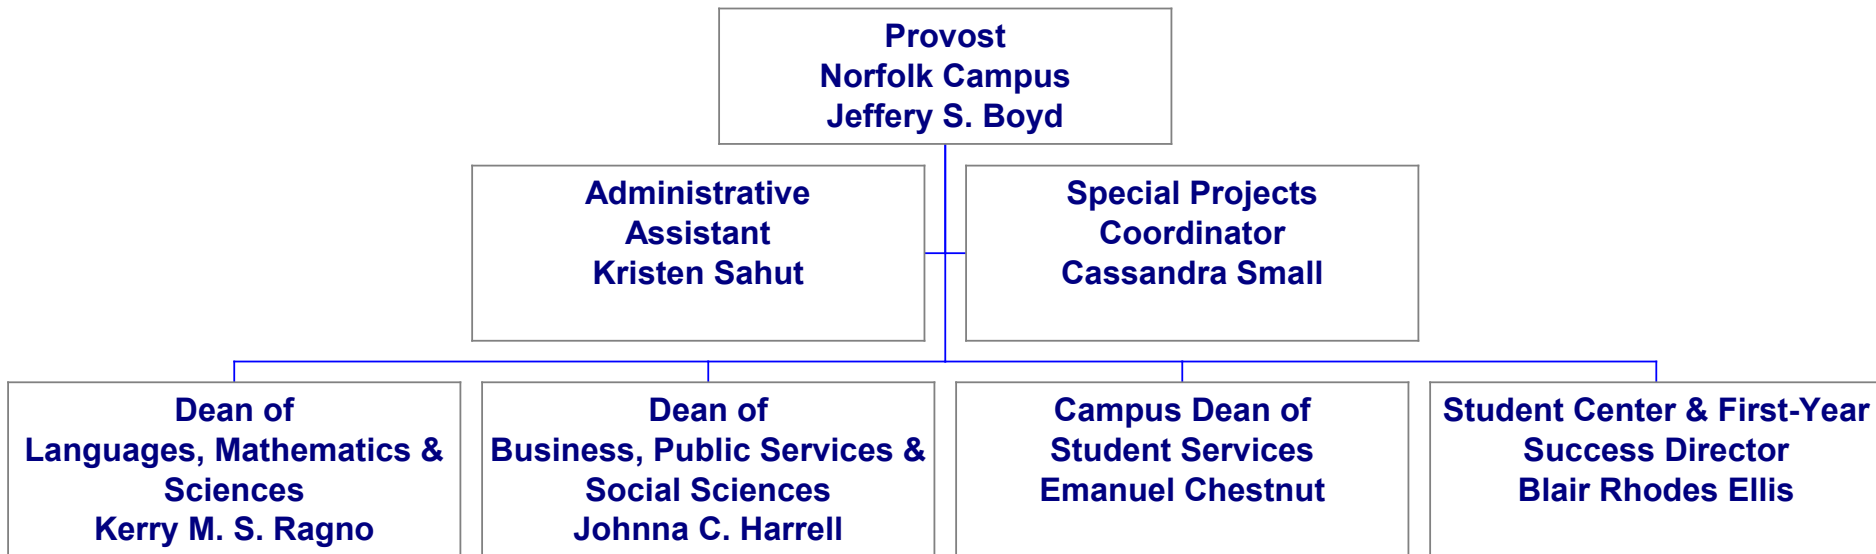 Provost
Norfolk Campus
Jeffery S. Boyd
Administrative
Assistant
Kristen Sahut
Special Projects
Coordinator
Cassandra Small
Dean of
Languages, Mathematics &
Sciences
Kerry M. S. Ragno
Dean of
Business, Public Services &
Social Sciences
Johnna C. Harrell
Campus Dean of
Student Services
Emanuel Chestnut
Student Center & First-Year
Success Director
Blair Rhodes Ellis